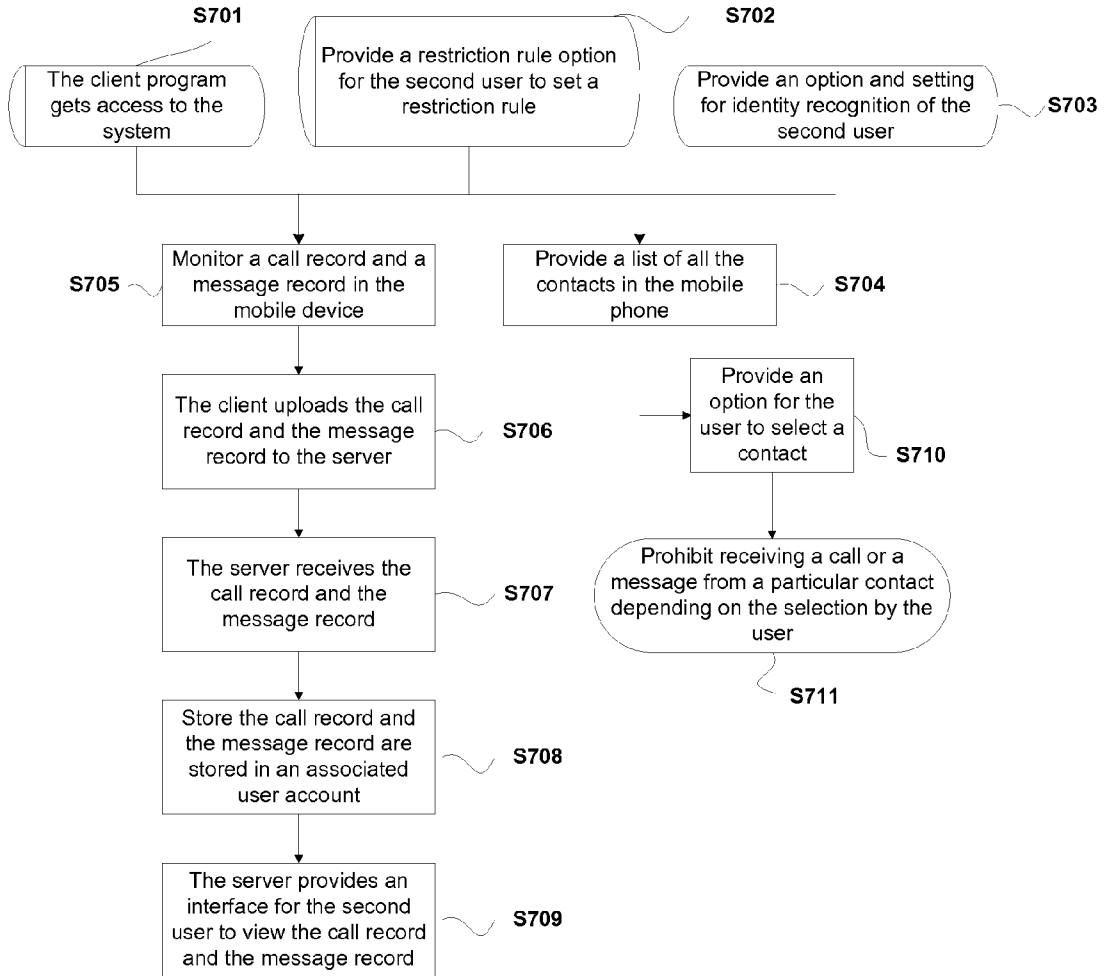 S701
The client program
gets access to the
system
S702
Provide a restriction rule option
for the second user to set a
restriction rule
Provide an option and setting
for identity recognition of the
second user
S703
Monitor a call record and a
message record in the
mobile device
S705
Provide a list of all the
contacts in the mobile
phone
S704
The client uploads the call
record and the message
record to the server
S706
Provide an
option for the
user to select a
contact
S710
The server receives the
call record and the
message record
S707
Prohibit receiving a call or a
message from a particular contact
depending on the selection by the
user
S711
Store the call record and
the message record are
stored in an associated
user account
S708
The server provides an
interface for the second
user to view the call record
and the message record
S709